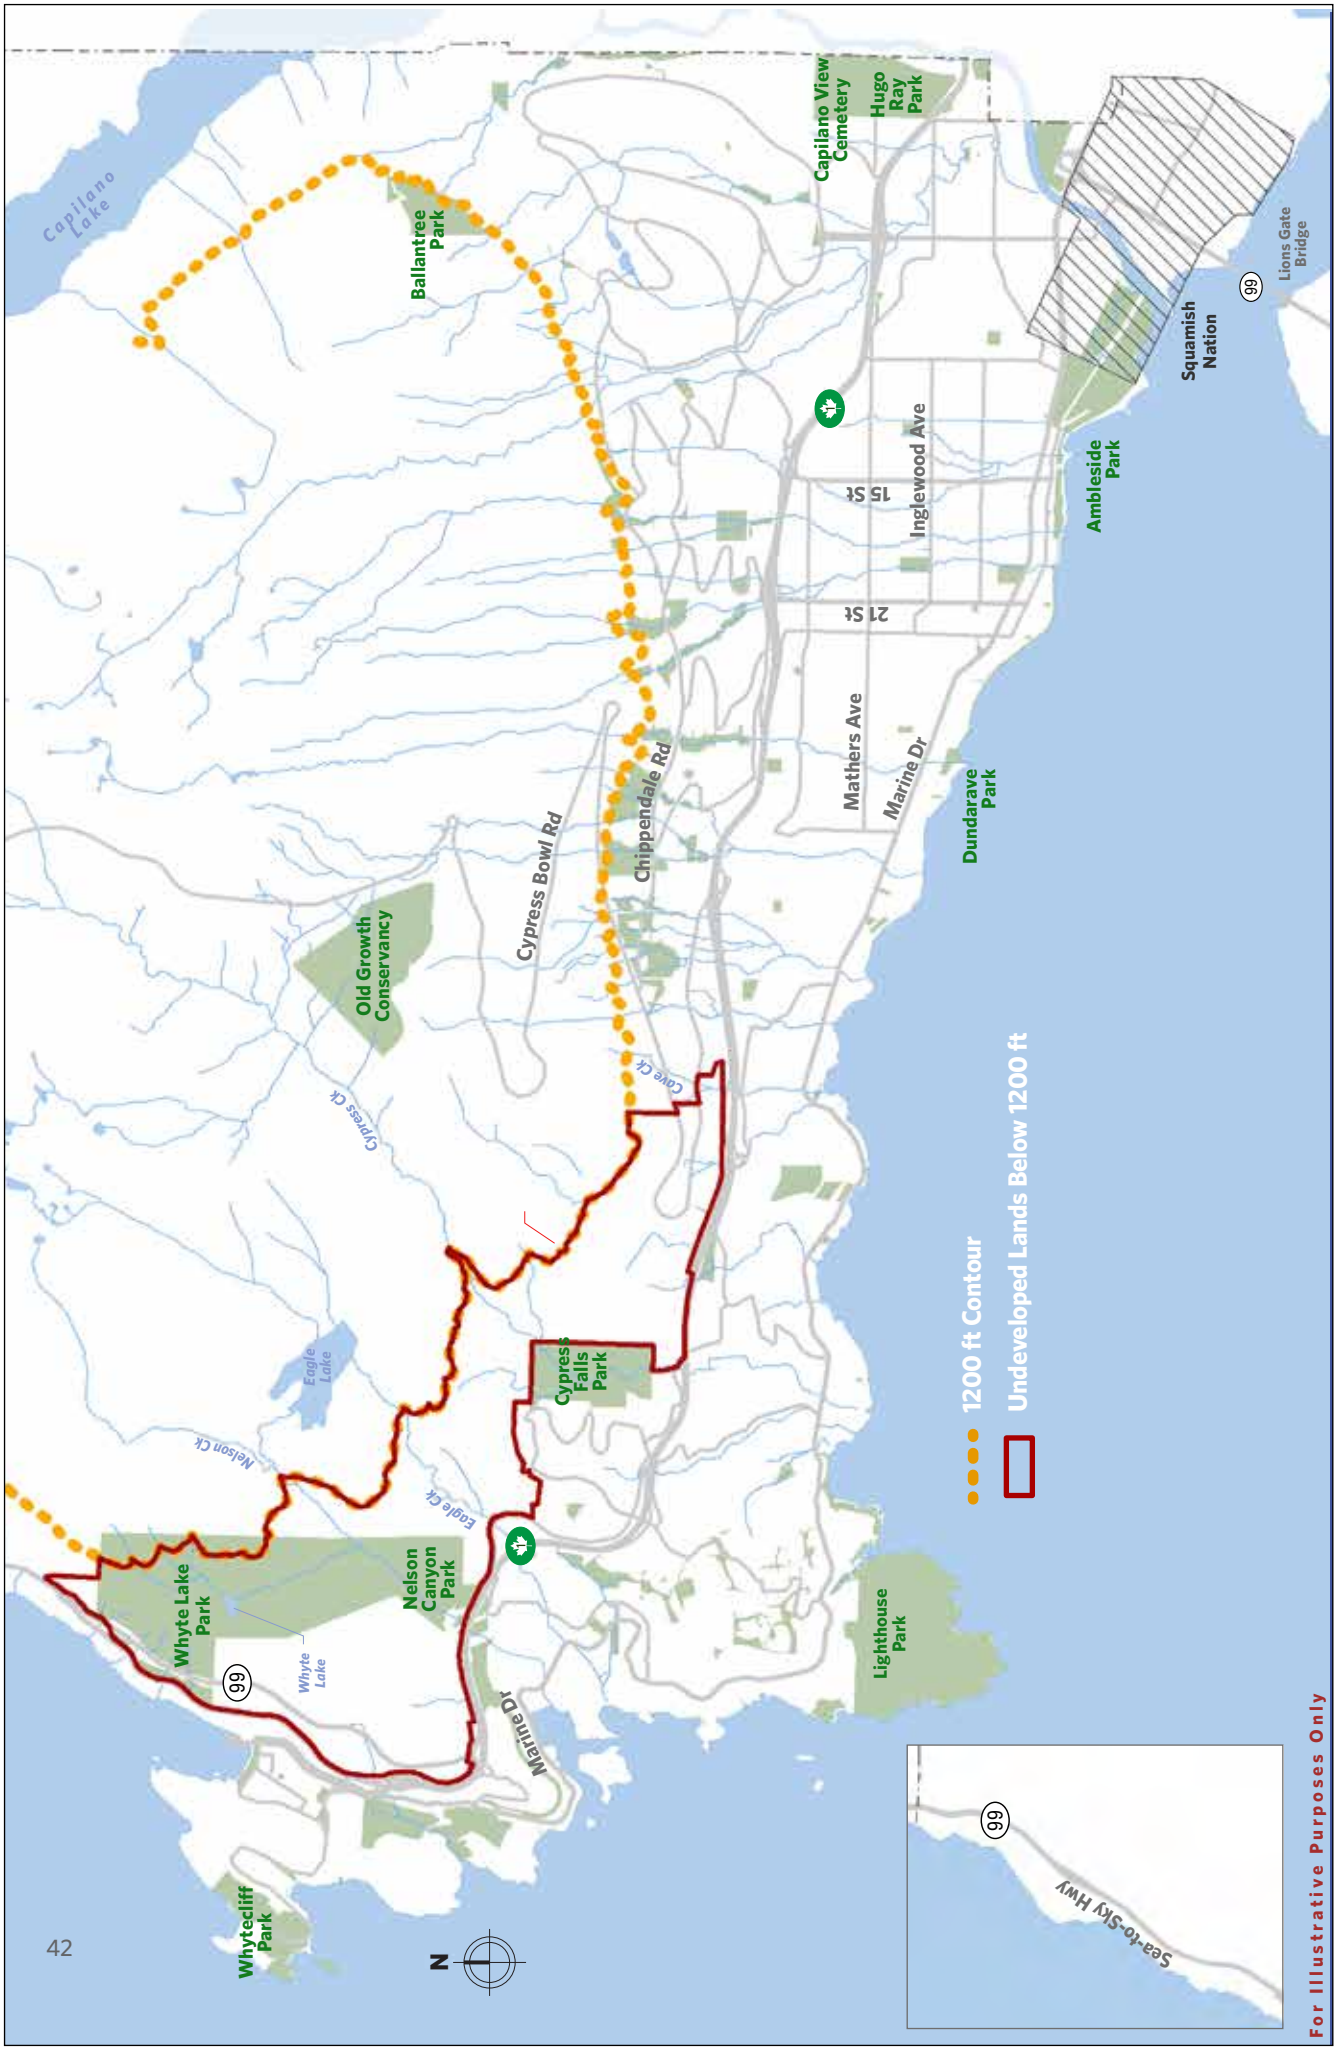 42
Capilano
Lake
Ballantree
Park
Capilano View
Cemetery
Hugo
Ray
Park
Lions Gate
Bridge
99
Squamish
Nation
Ambleside
Park
1
15 St
Inglewood Ave
21 St
Mathers Ave
Marine Dr
Dundarave
Park
Chippendale Rd
Cypress Bowl Rd
Old Growth
Conservancy
Cave Ck
Cypress Ck
Eagle
Lake
Nelson Ck
Eagle Ck
Cypress
Falls
Park
1
Nelson
Canyon
Park
Whyte Lake
Park
Whyte
Lake
99
Marine Dr
Lighthouse
Park
Whytecliff
Park
N
1200 ft Contour
Undeveloped Lands Below 1200 ft
99
Sea-to-Sky Hwy
For Illustrative Purposes Only